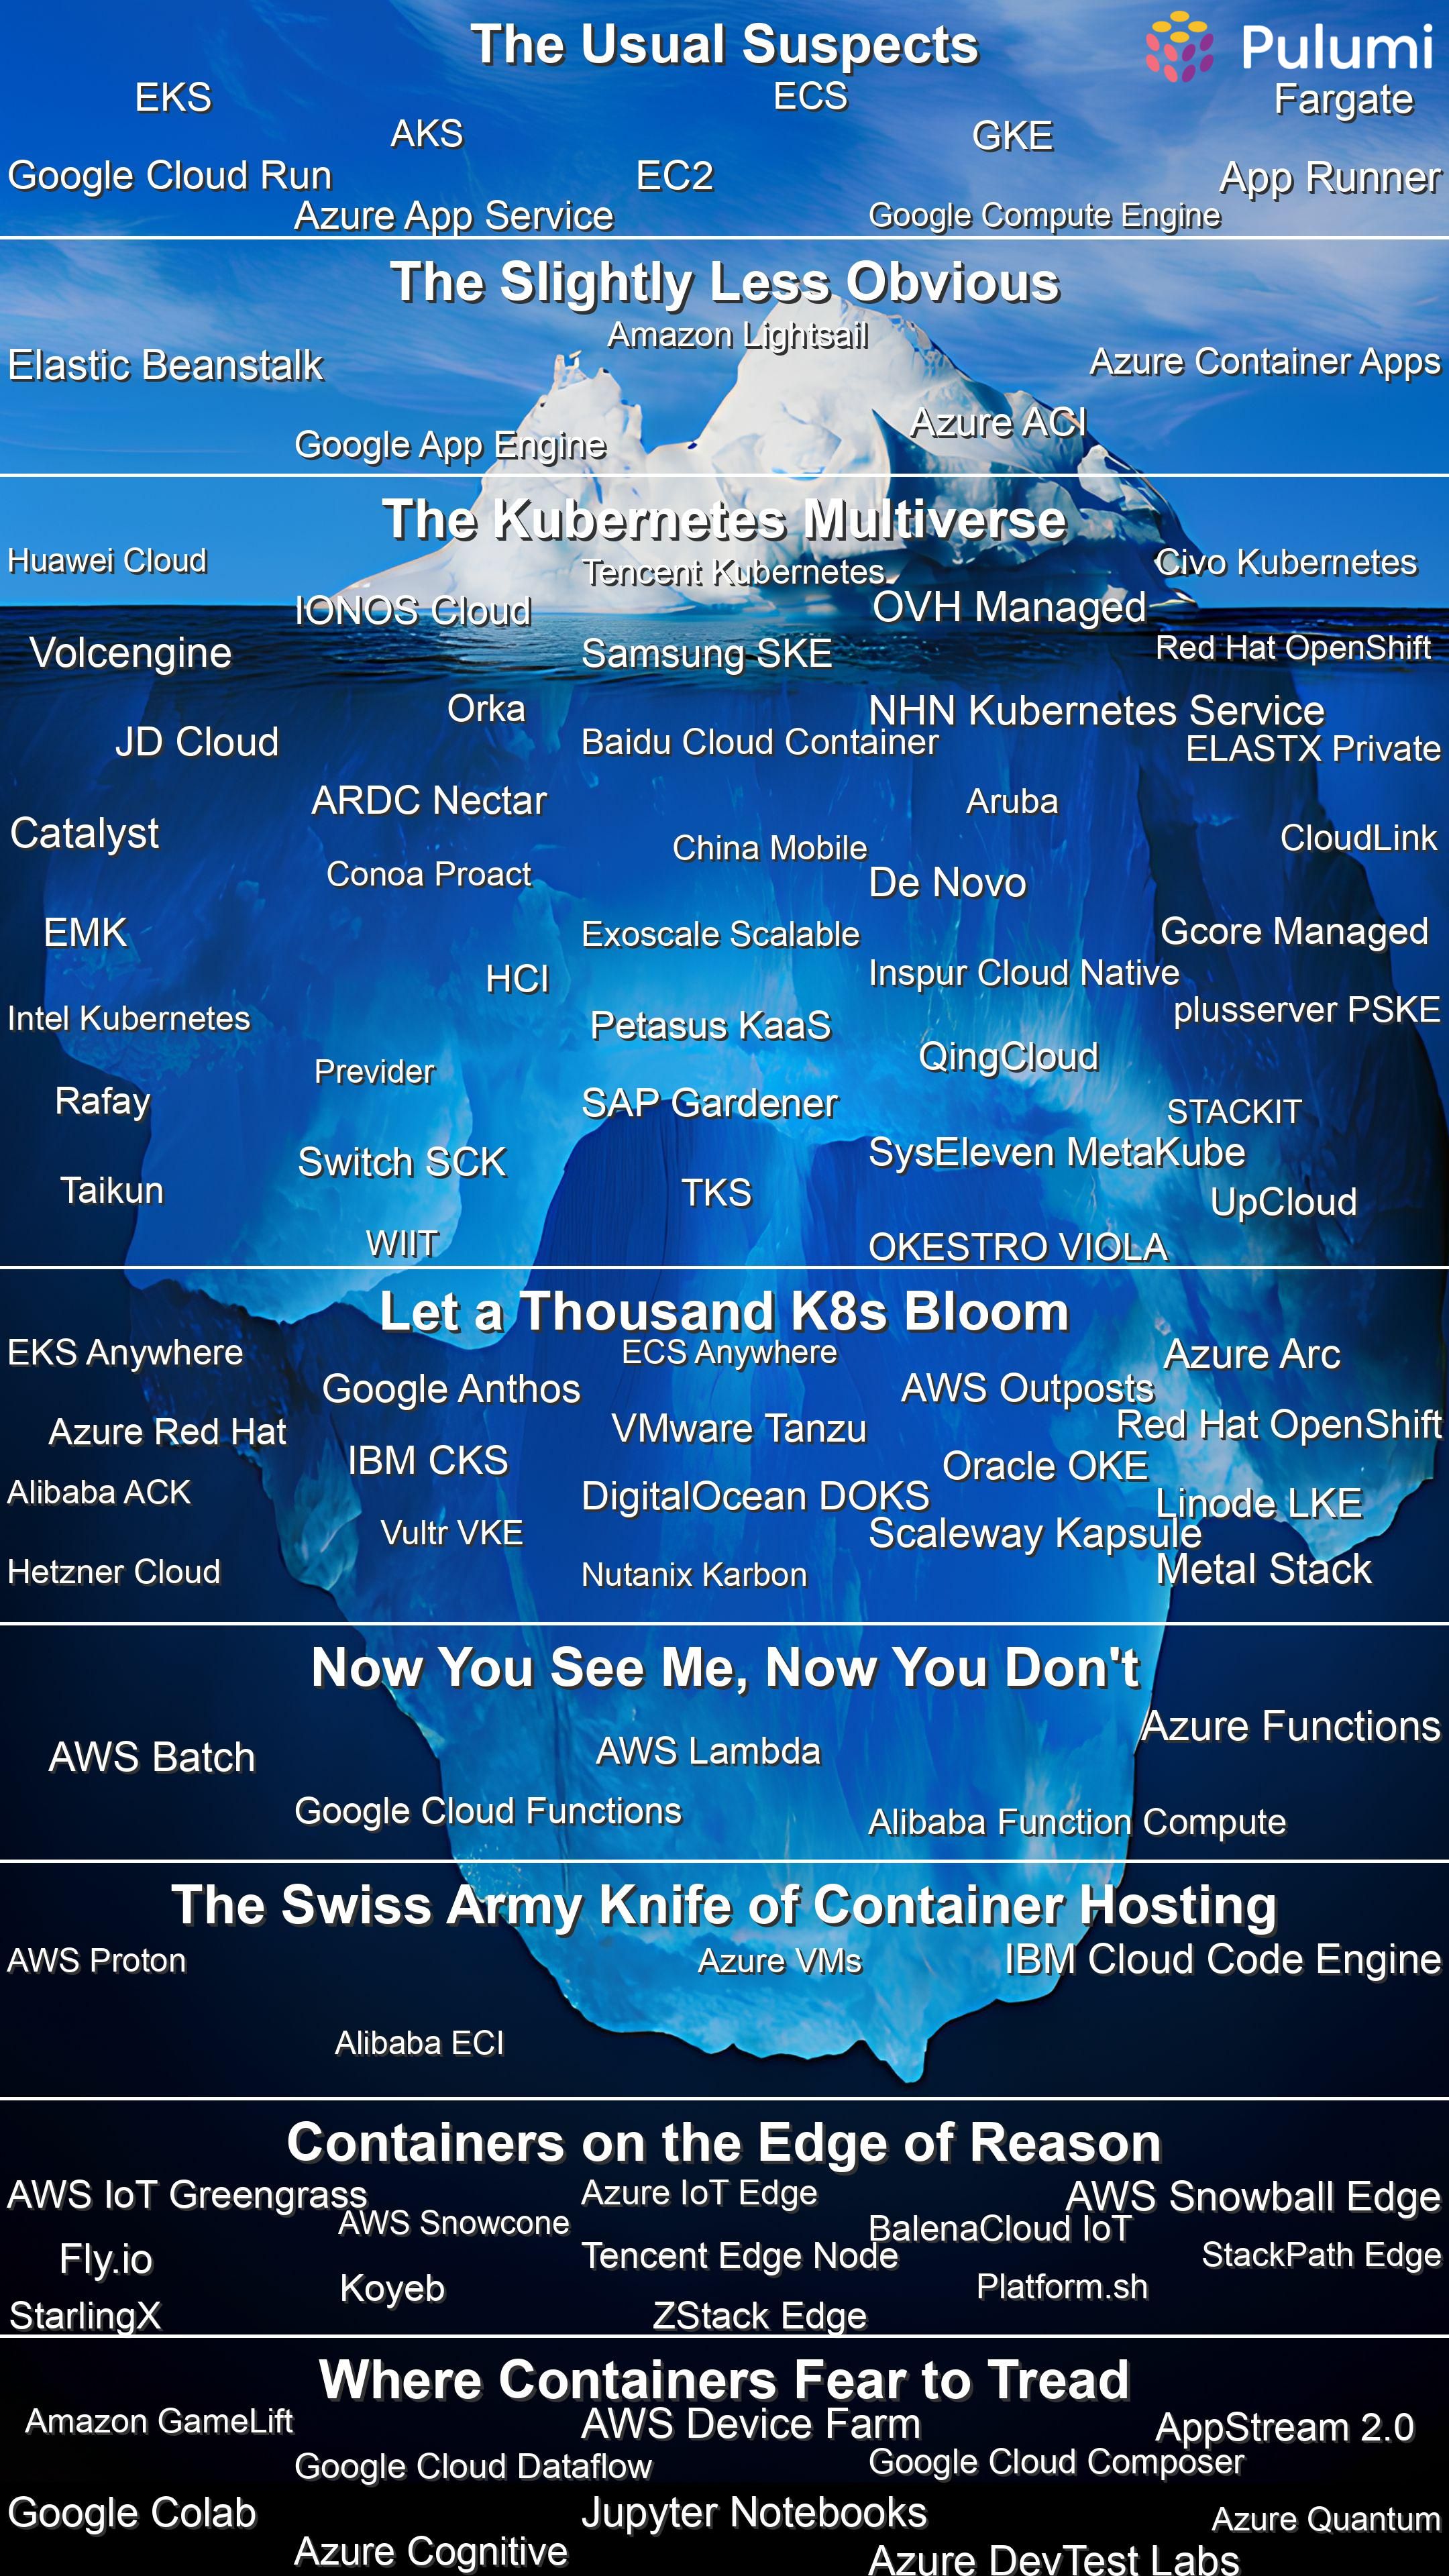 The Usual Suspects
Pulumi
EKS
ECS
Fargate
AKS
GKE
Google Cloud Run
EC2
App Runner
Azure App Service
Google Compute Engine
The Slightly Less Obvious
Amazon Lightsail
Elastic Beanstalk
Azure Container Apps
Azure ACI
Google App Engine
The Kubernetes Multiverse
Huawei Cloud
Tencent Kubernetes
Civo Kubernetes
IONOS Cloud
OVH Managed
Volcengine
Samsung SKE
Red Hat OpenShift
Orka
NHN Kubernetes Service
JD Cloud
Baidu Cloud Container
ELASTX Private
ARDC Nectar
Aruba
Catalyst
China Mobile
CloudLink
Conoa Proact
De Novo
EMK
Exoscale Scalable
Gcore Managed
HCI
Inspur Cloud Native
Intel Kubernetes
Petasus KaaS
plusserver PSKE
Previder
QingCloud
Rafay
SAP Gardener
STACKIT
Switch SCK
SysEleven MetaKube
Taikun
TKS
UpCloud
WIIT
OKESTRO VIOLA
Let a Thousand K8s Bloom
EKS Anywhere
ECS Anywhere
Azure Arc
Google Anthos
AWS Outposts
Azure Red Hat
VMware Tanzu
Red Hat OpenShift
IBM CKS
Oracle OKE
Alibaba ACK
DigitalOcean DOKS
Linode LKE
Vultr VKE
Scaleway Kapsule
Hetzner Cloud
Nutanix Karbon
Metal Stack
Now You See Me, Now You Don't
AWS Batch
AWS Lambda
Azure Functions
Google Cloud Functions
Alibaba Function Compute
The Swiss Army Knife of Container Hosting
AWS Proton
Azure VMs
IBM Cloud Code Engine
Alibaba ECI
Containers on the Edge of Reason
AWS IoT Greengrass
Azure IoT Edge
AWS Snowball Edge
AWS Snowcone
BalenaCloud IoT
Fly.io
Tencent Edge Node
StackPath Edge
Koyeb
Platform.sh
StarlingX
ZStack Edge
Where Containers Fear to Tread
Amazon GameLift
AWS Device Farm
AppStream 2.0
Google Cloud Dataflow
Google Cloud Composer
Google Colab
Jupyter Notebooks
Azure Quantum
Azure Cognitive
Azure DevTest Labs